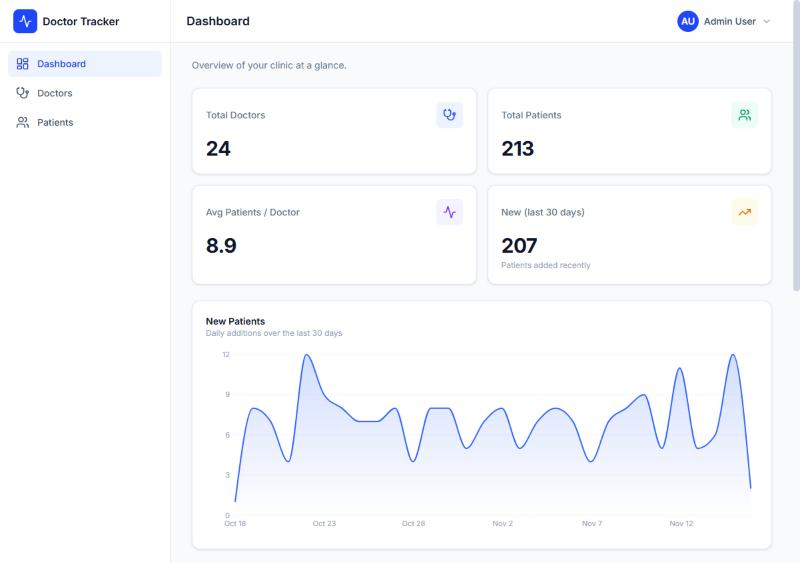 Doctor Tracker
Dashboard
AU Admin User
Dashboard
Doctors
Patients
Overview of your clinic at a glance.
Total Doctors
24
Total Patients
213
Avg Patients / Doctor
8.9
New (last 30 days)
207
Patients added recently
New Patients
Daily additions over the last 30 days
12
9
6
3
0
Oct 18 Oct 23 Oct 28 Nov 2 Nov 7 Nov 12